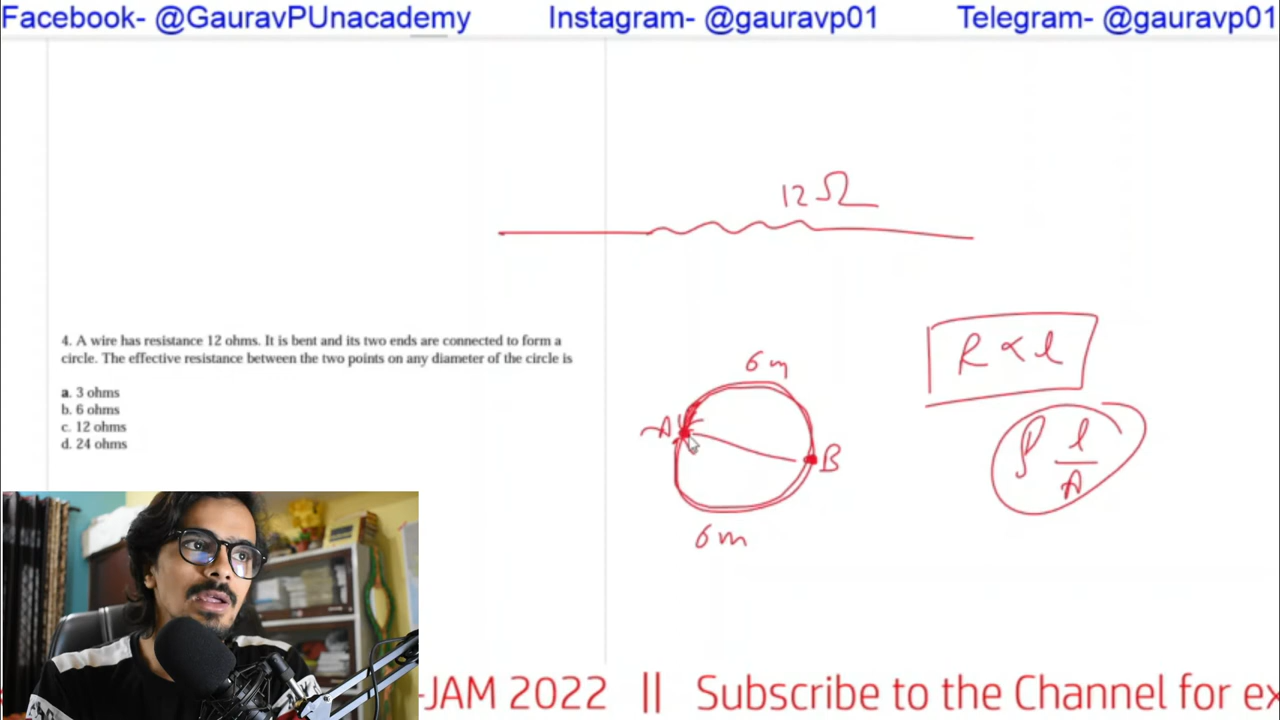 Facebook- @GauravPUnacademy Instagram- @gauravp01 Telegram- @gauravp01
12 Ω
4. A wire has resistance 12 ohms. It is bent and its two ends are connected to form a
circle. The effective resistance between the two points on any diameter of the circle is
a. 3 ohms
b. 6 ohms
c. 12 ohms
d. 24 ohms
6 m
A
B
6 m
R ∝ l
ρ l/A
-JAM 2022 || Subscribe to the Channel for ex